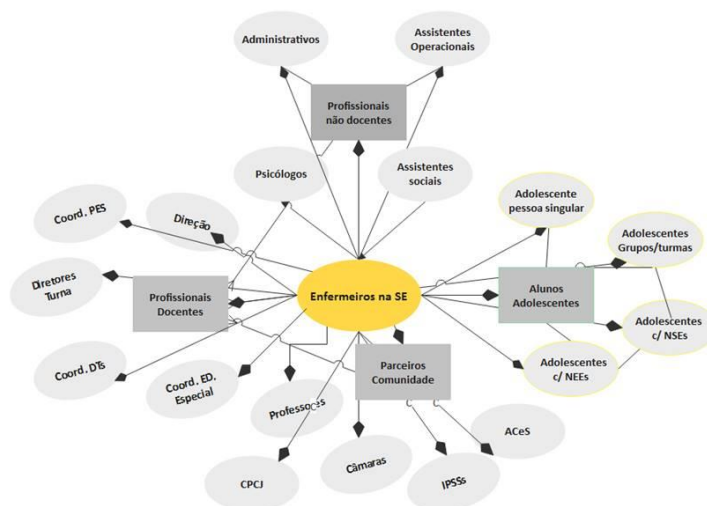 Administrativos
Assistentes
Operacionais
Profissionais
não docentes
Psicólogos
Assistentes
sociais
Adolescente
pessoa singular
Coord. PES
Direção
Adolescentes
Grupos/turmas
Diretores
Turna
Profissionais
Docentes
Enfermeiros na SE
Alunos
Adolescentes
Adolescentes
c/ NSEs
Coord. DTs
Coord. ED.
Especial
Parceiros
Comunidade
Adolescentes
c/ NEEs
Professores
ACeS
CPCJ
Câmaras
IPSSs